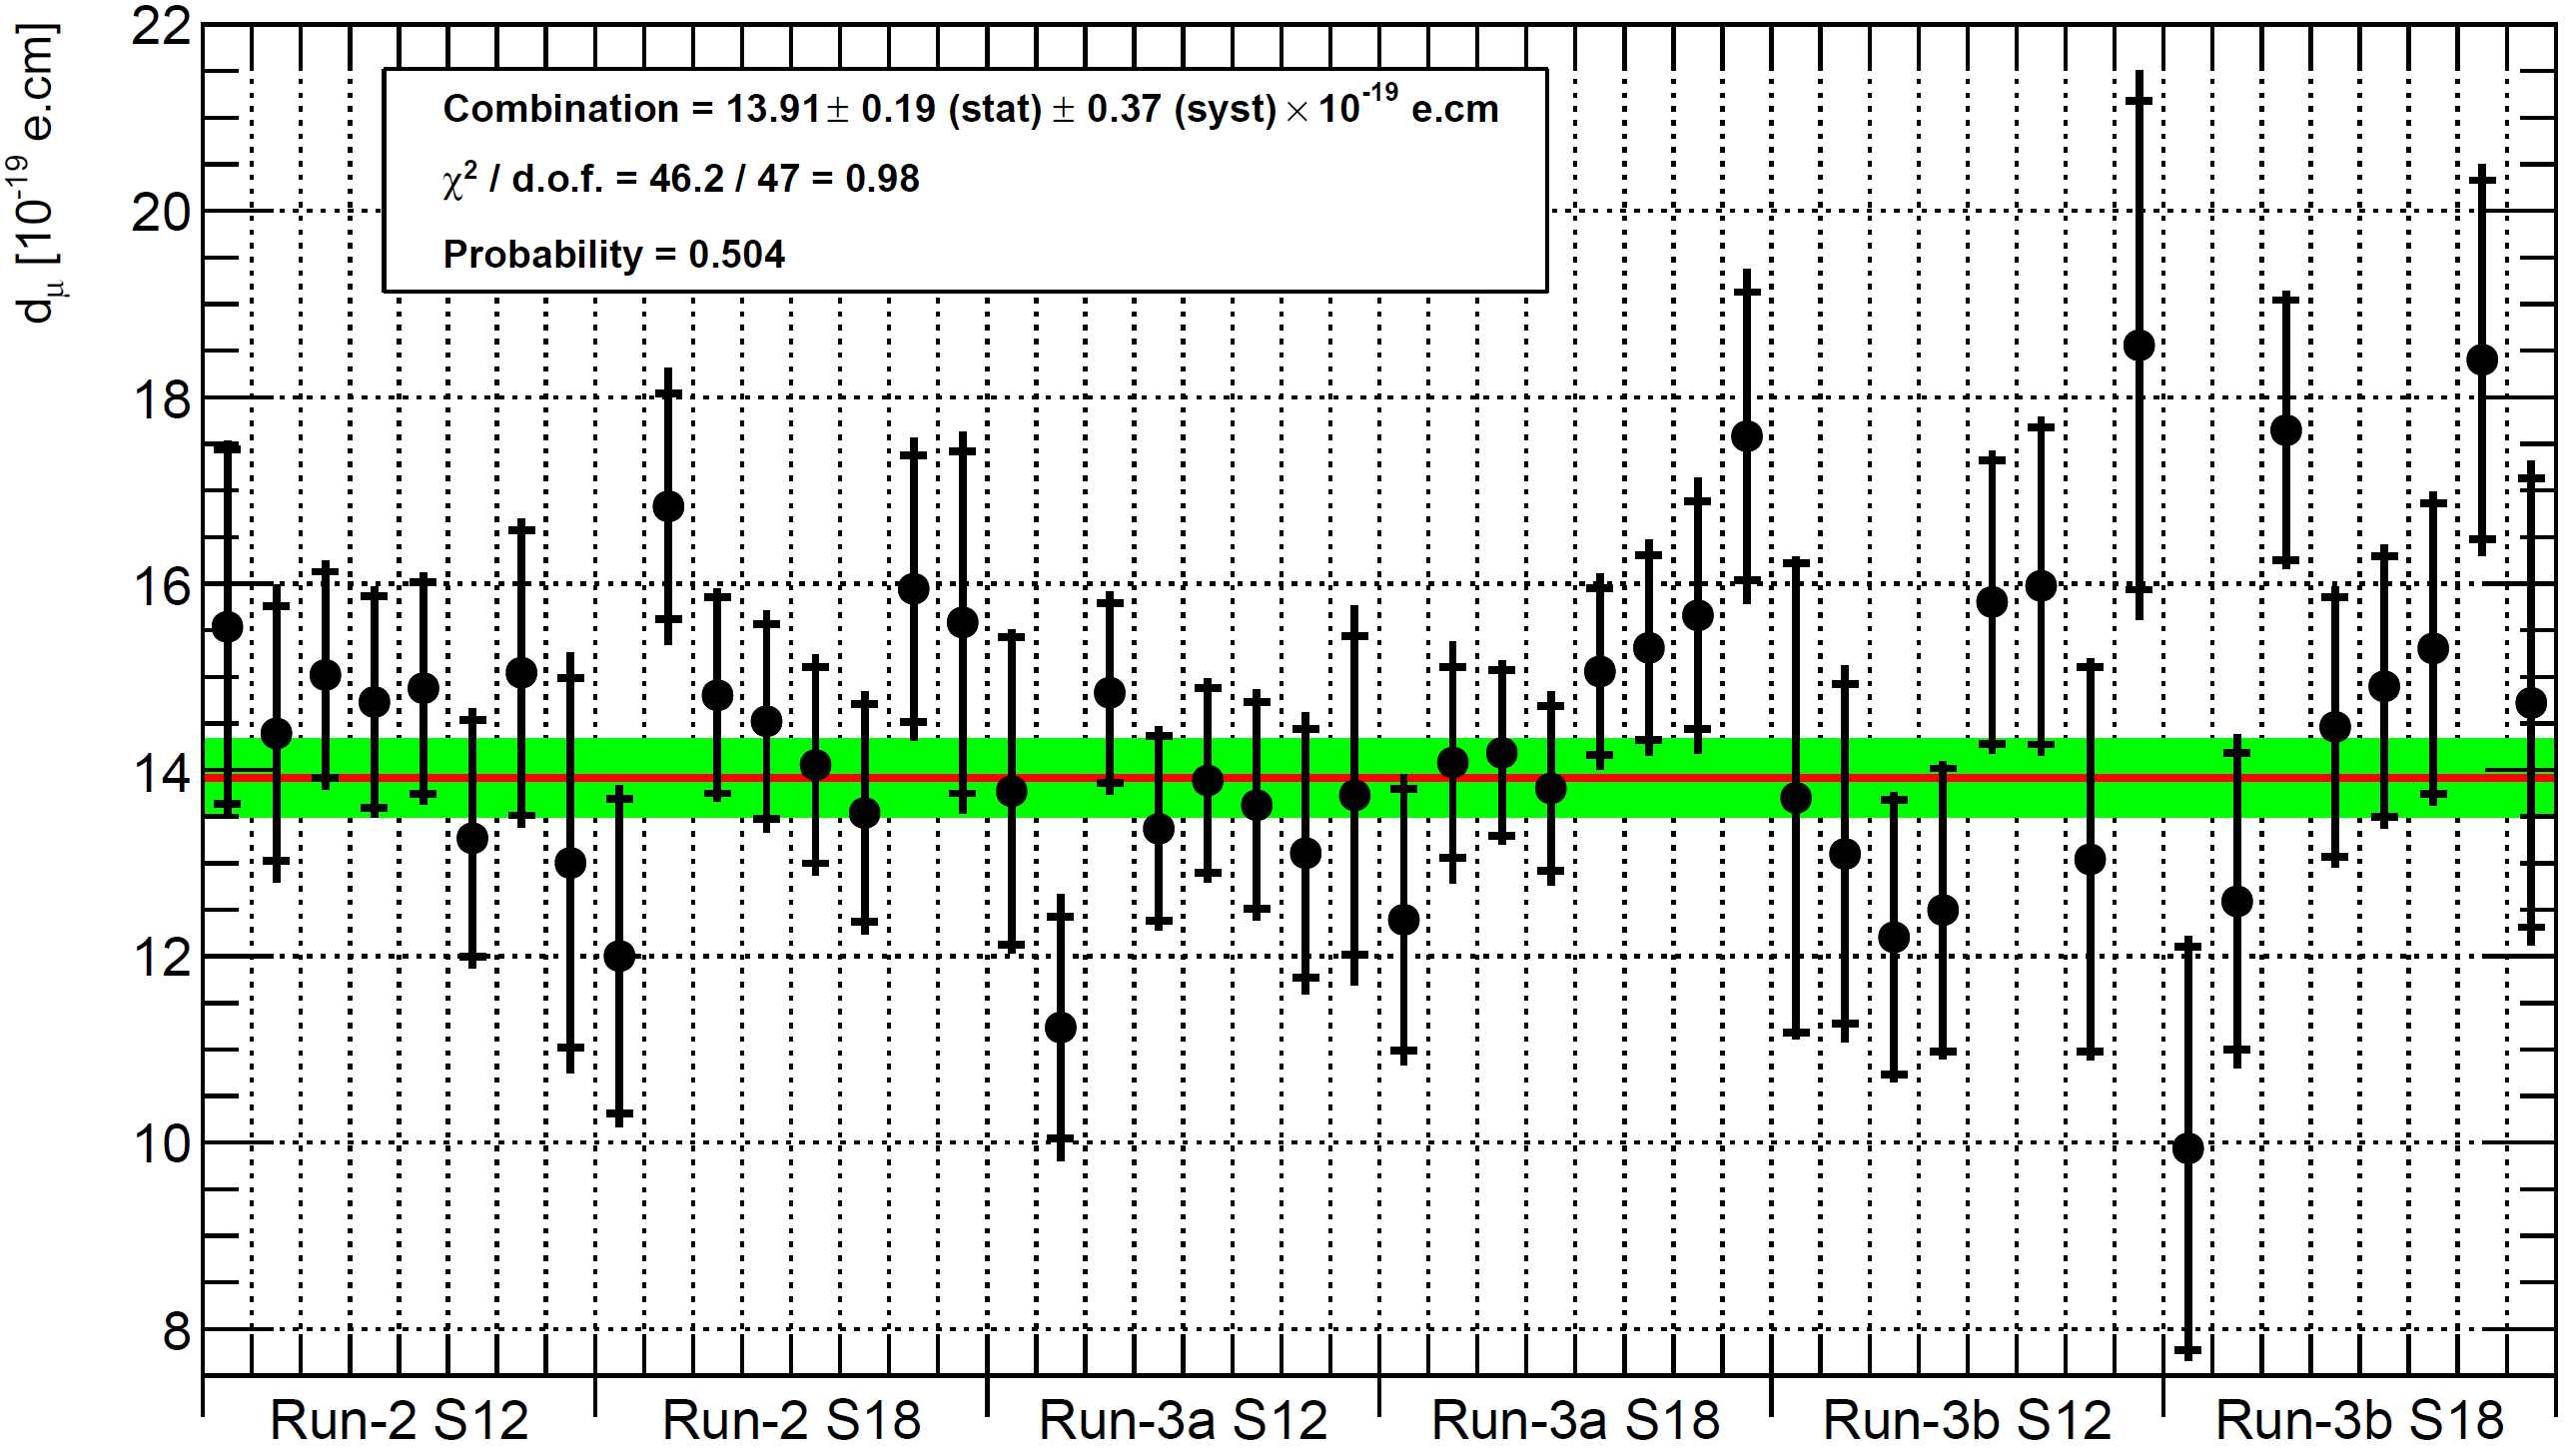 d_μ [10^-19 e.cm]
22
20
18
16
14
12
10
8
Combination = 13.91 ± 0.19 (stat) ± 0.37 (syst) × 10^-19 e.cm
χ² / d.o.f. = 46.2 / 47 = 0.98
Probability = 0.504
Run-2 S12 Run-2 S18 Run-3a S12 Run-3a S18 Run-3b S12 Run-3b S18